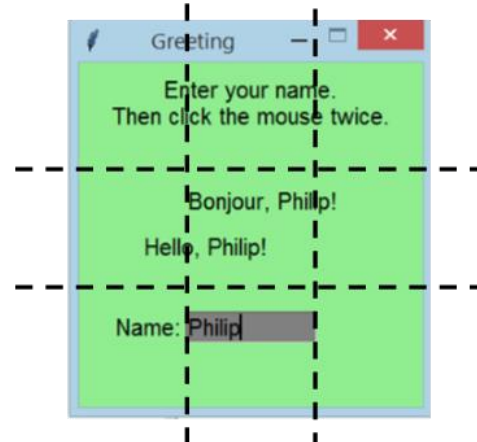 Greeting
Enter your name.
Then click the mouse twice.
Bonjour, Philip!
Hello, Philip!
Name: Philip